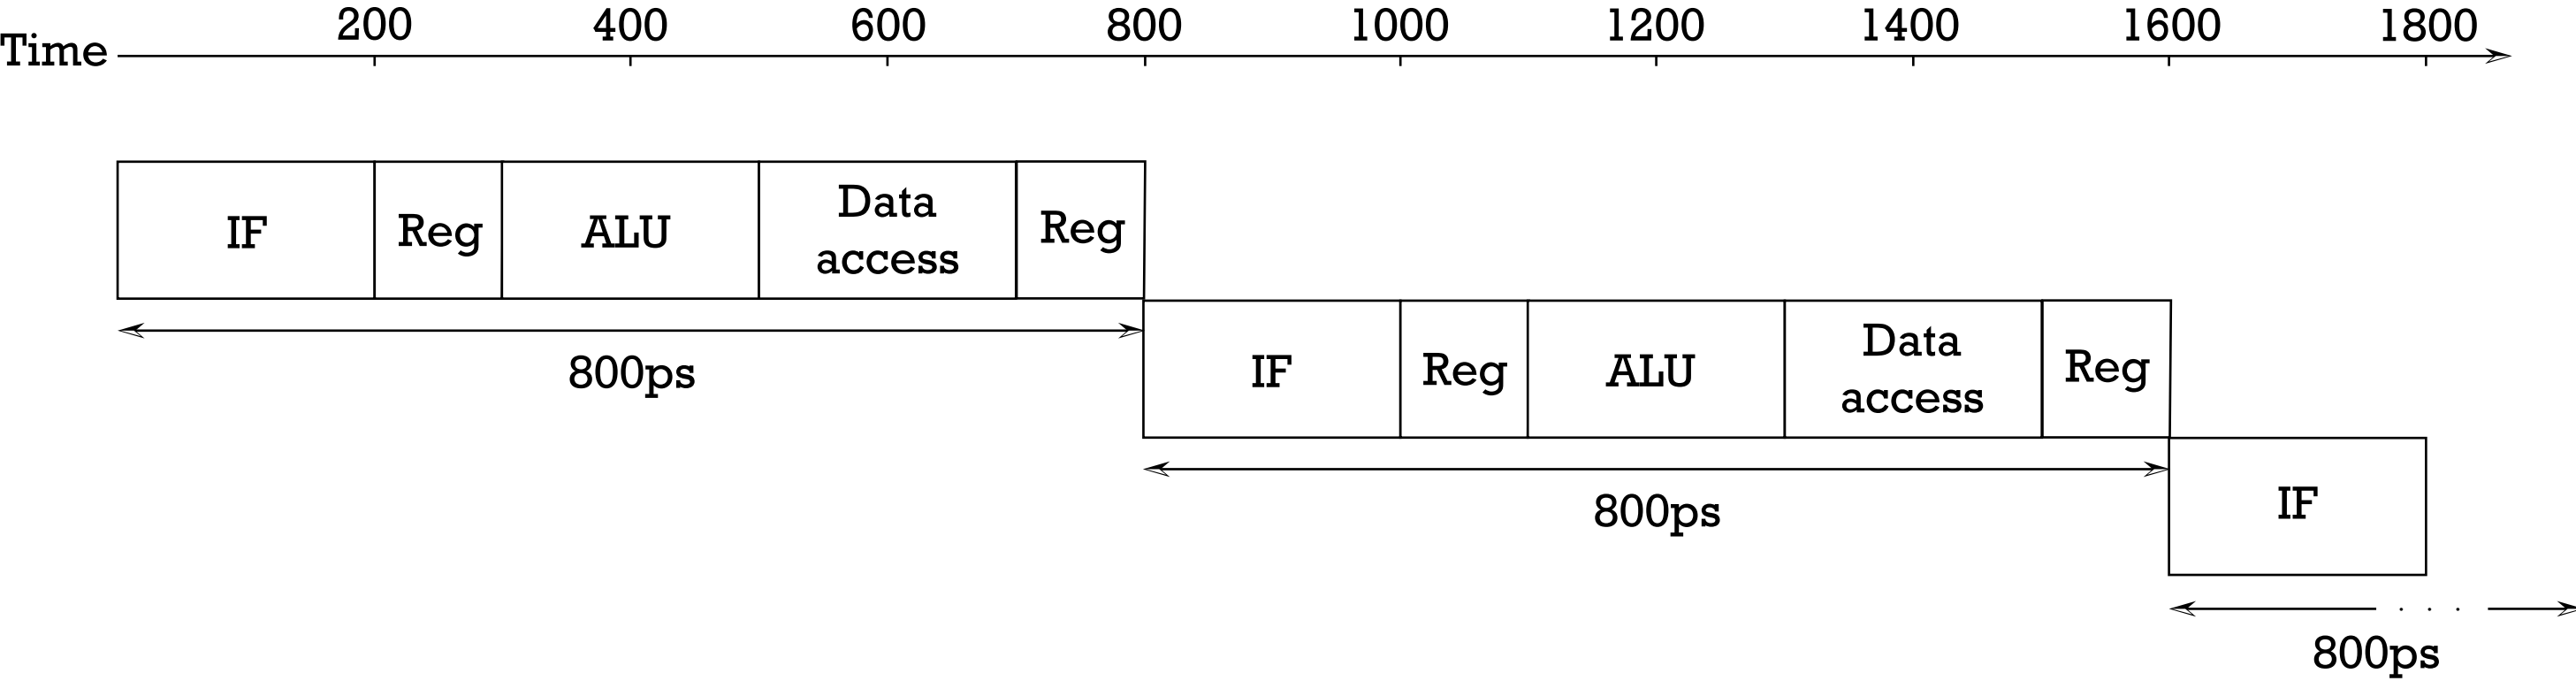 200 400 600 800 1000 1200 1400 1600 1800
Time
IF Reg ALU Data access Reg
800ps
IF Reg ALU Data access Reg
800ps
IF
. . .
800ps